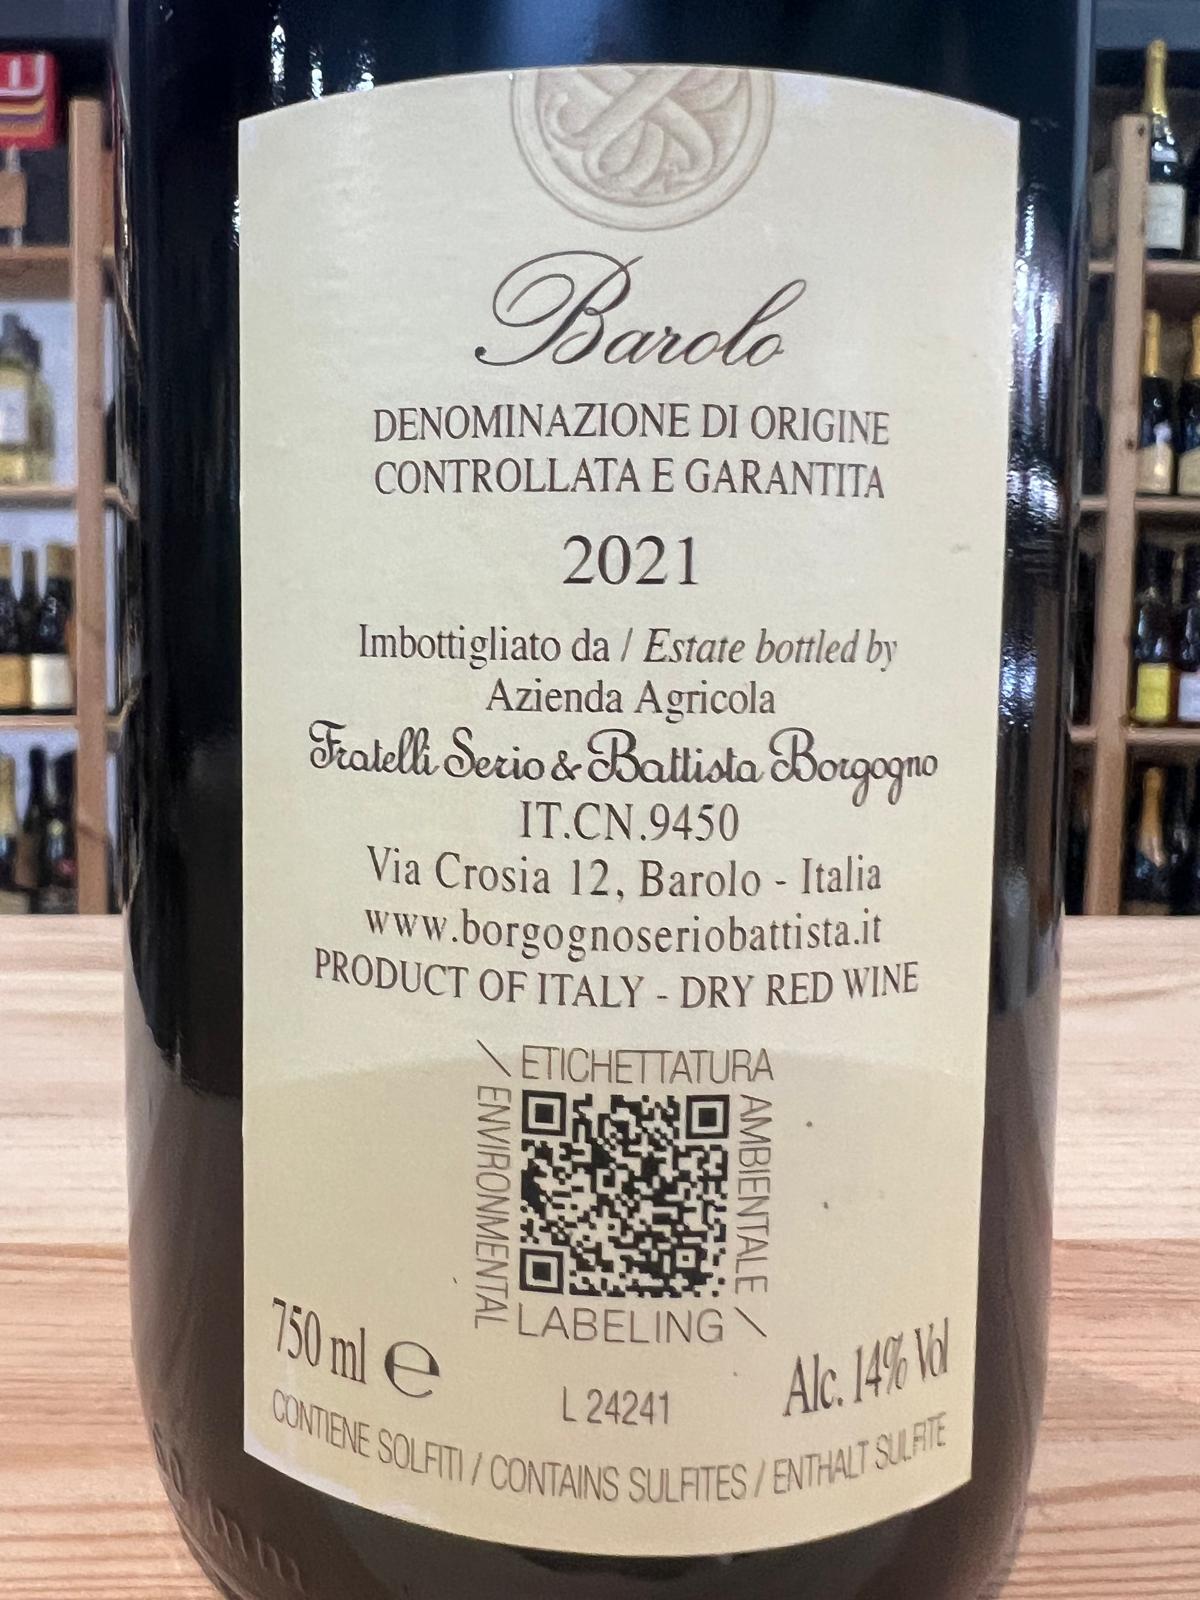 Barolo
DENOMINAZIONE DI ORIGINE
CONTROLLATA E GARANTITA
2021
Imbottigliato da / Estate bottled by
Azienda Agricola
Fratelli Serio & Battista Borgogno
IT.CN.9450
Via Crosia 12, Barolo - Italia
www.borgognoseriobattista.it
PRODUCT OF ITALY - DRY RED WINE
\ ETICHETTATURA
AMBIENTALE
ENVIRONMENTAL
LABELING \
750 ml e
L 24241
Alc. 14% Vol
CONTIENE SOLFITI / CONTAINS SULFITES / ENTHALT SULFITE